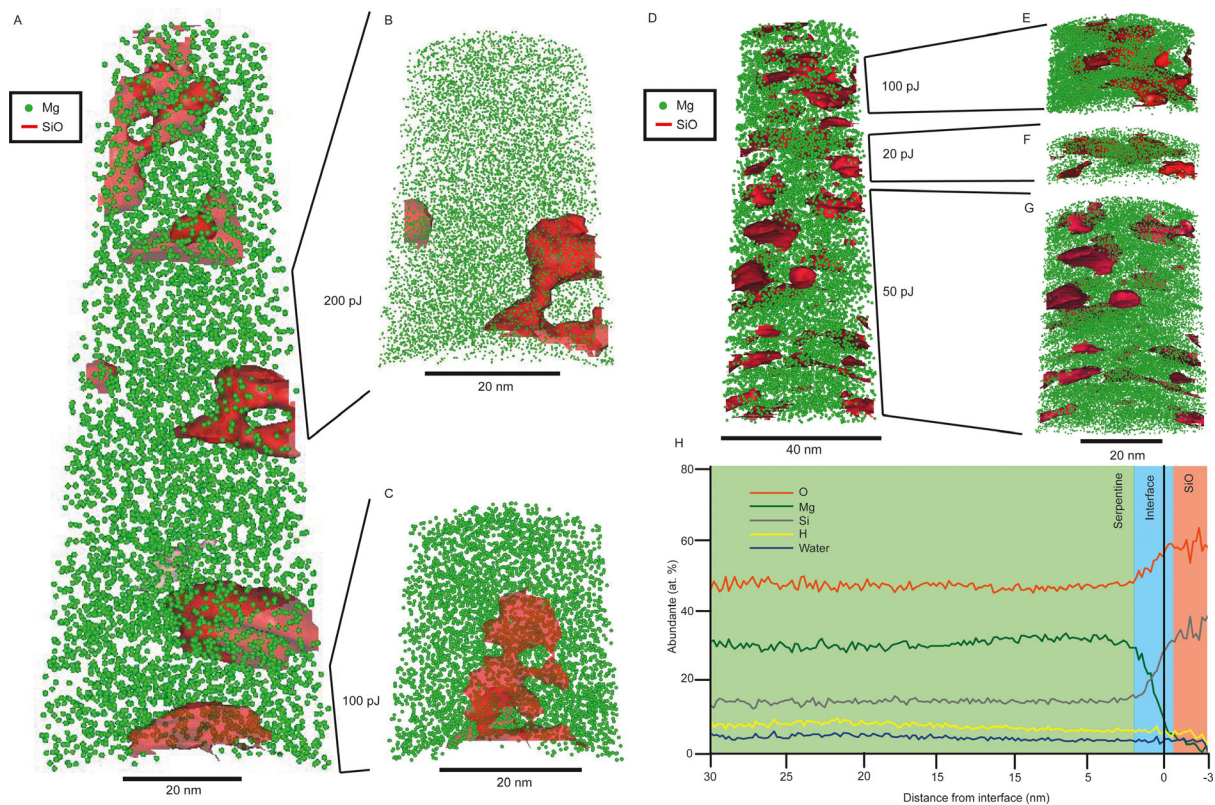 A
Mg
SiO
200 pJ
100 pJ
20 nm
B
20 nm
C
20 nm
D
Mg
SiO
100 pJ
20 pJ
50 pJ
40 nm
E
F
G
20 nm
H
80
60
40
20
0
Abundante (at. %)
O
Mg
Si
H
Water
Serpentine
Interface
SiO
30 25 20 15 15 5 0 -3
Distance from interface (nm)